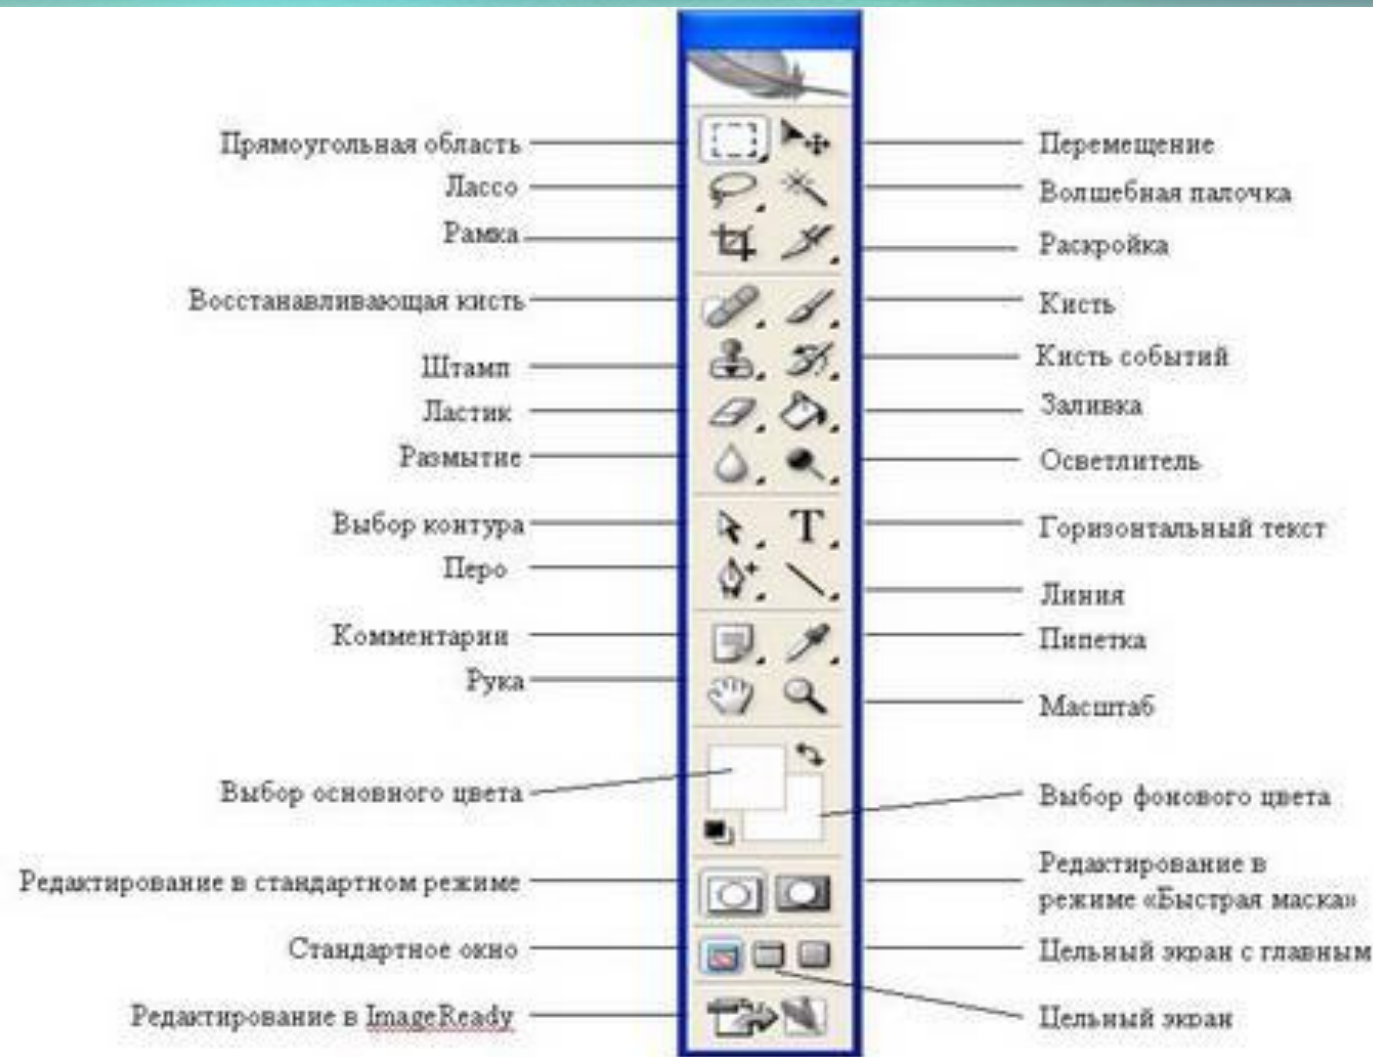 Прямоугольная область
Перемещение
Лассо
Волшебная палочка
Рамка
Раскройка
Восстанавливающая кисть
Кисть
Штамп
Кисть событий
Ластик
Заливка
Размытие
Осветлитель
Выбор контура
T
Горизонтальный текст
Перо
Линия
Комментарии
Пипетка
Рука
Масштаб
Выбор основного цвета
Выбор фонового цвета
Редактирование в стандартном режиме
Редактирование в
режиме «Быстрая маска»
Стандартное окно
Цельный экран с главным
Редактирование в ImageReady
Цельный экран